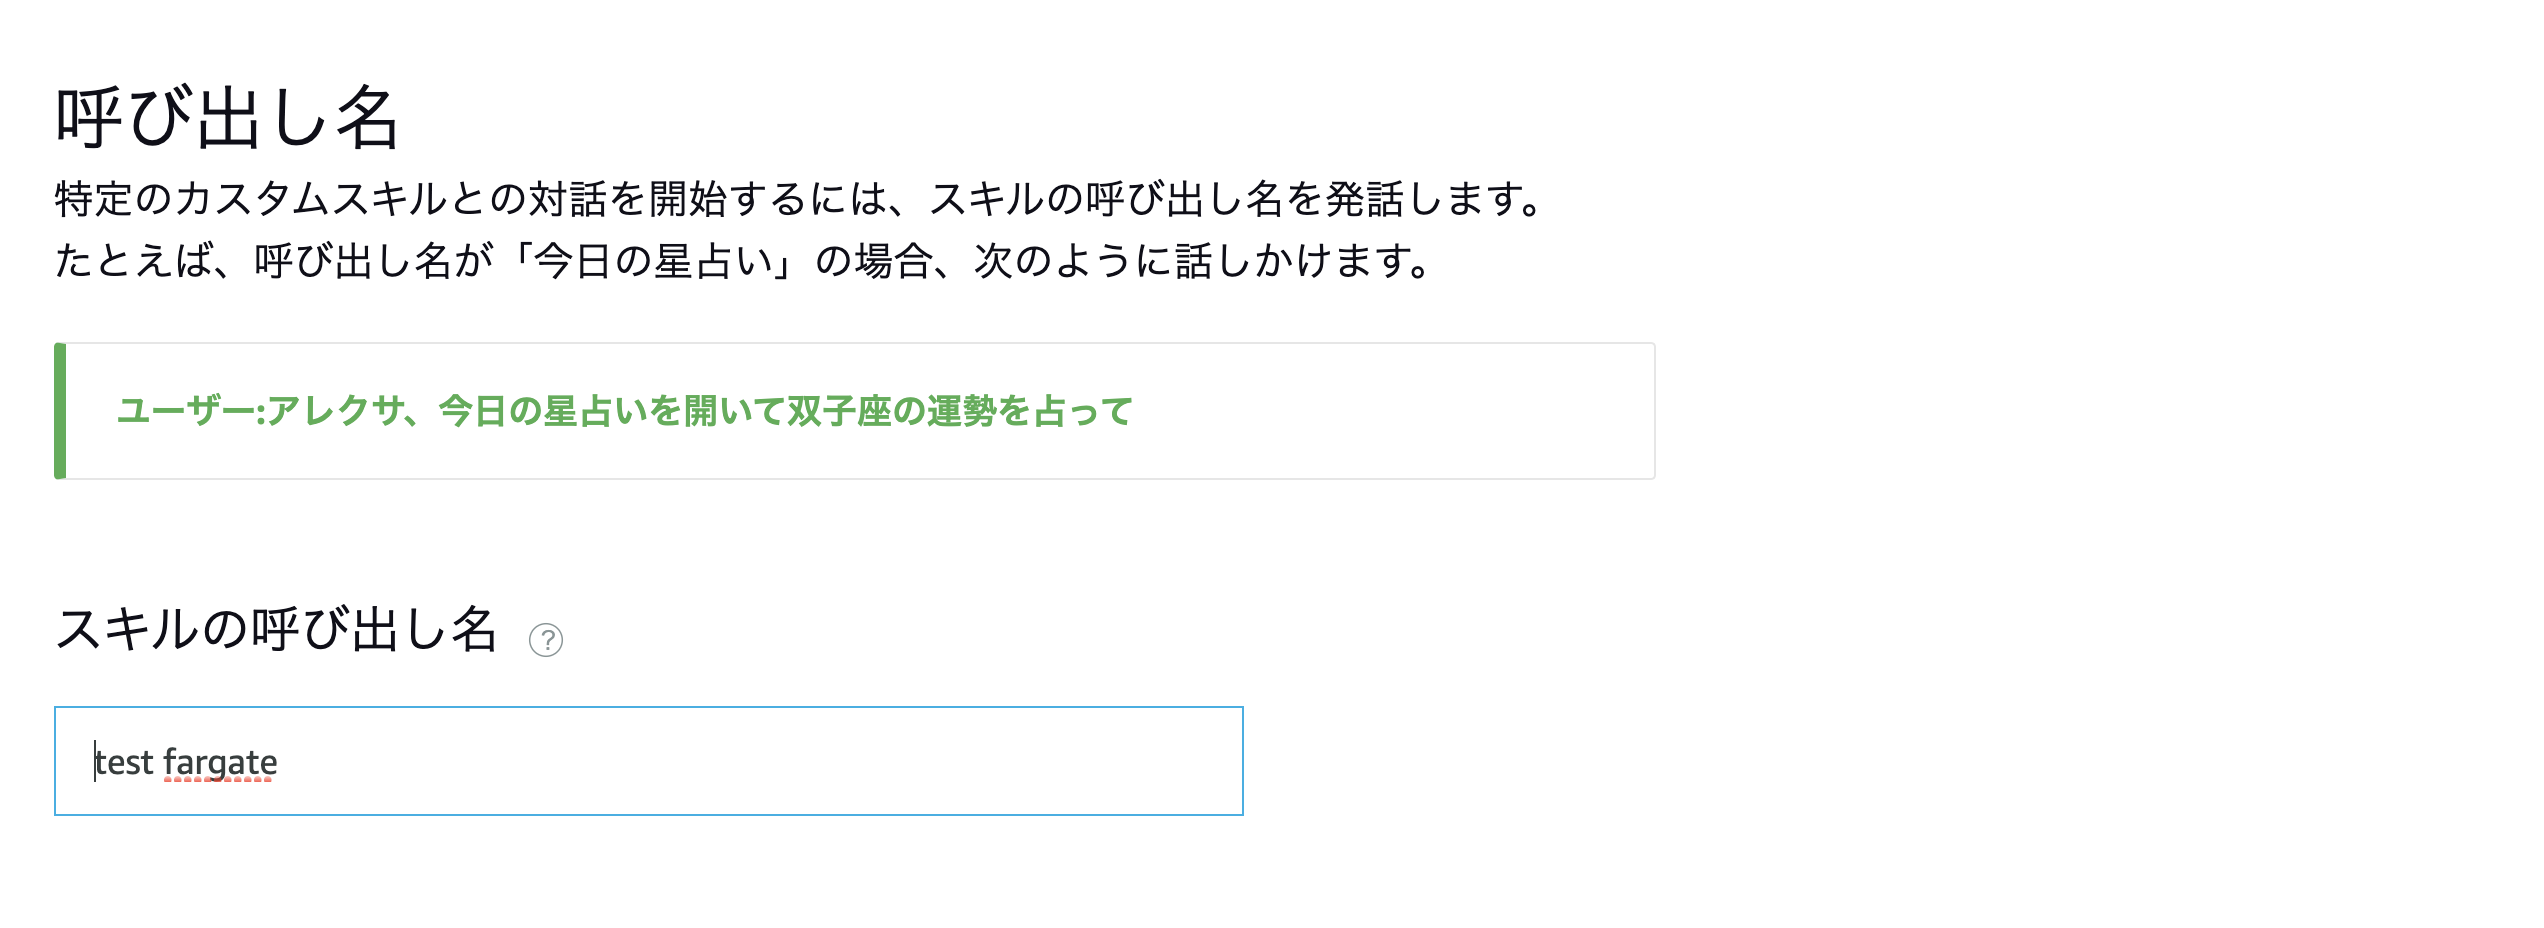 呼び出し名
特定のカスタムスキルとの対話を開始するには、スキルの呼び出し名を発話します。
たとえば、呼び出し名が「今日の星占い」の場合、次のように話しかけます。
ユーザー:アレクサ、今日の星占いを開いて双子座の運勢を占って
スキルの呼び出し名 ?
test fargate